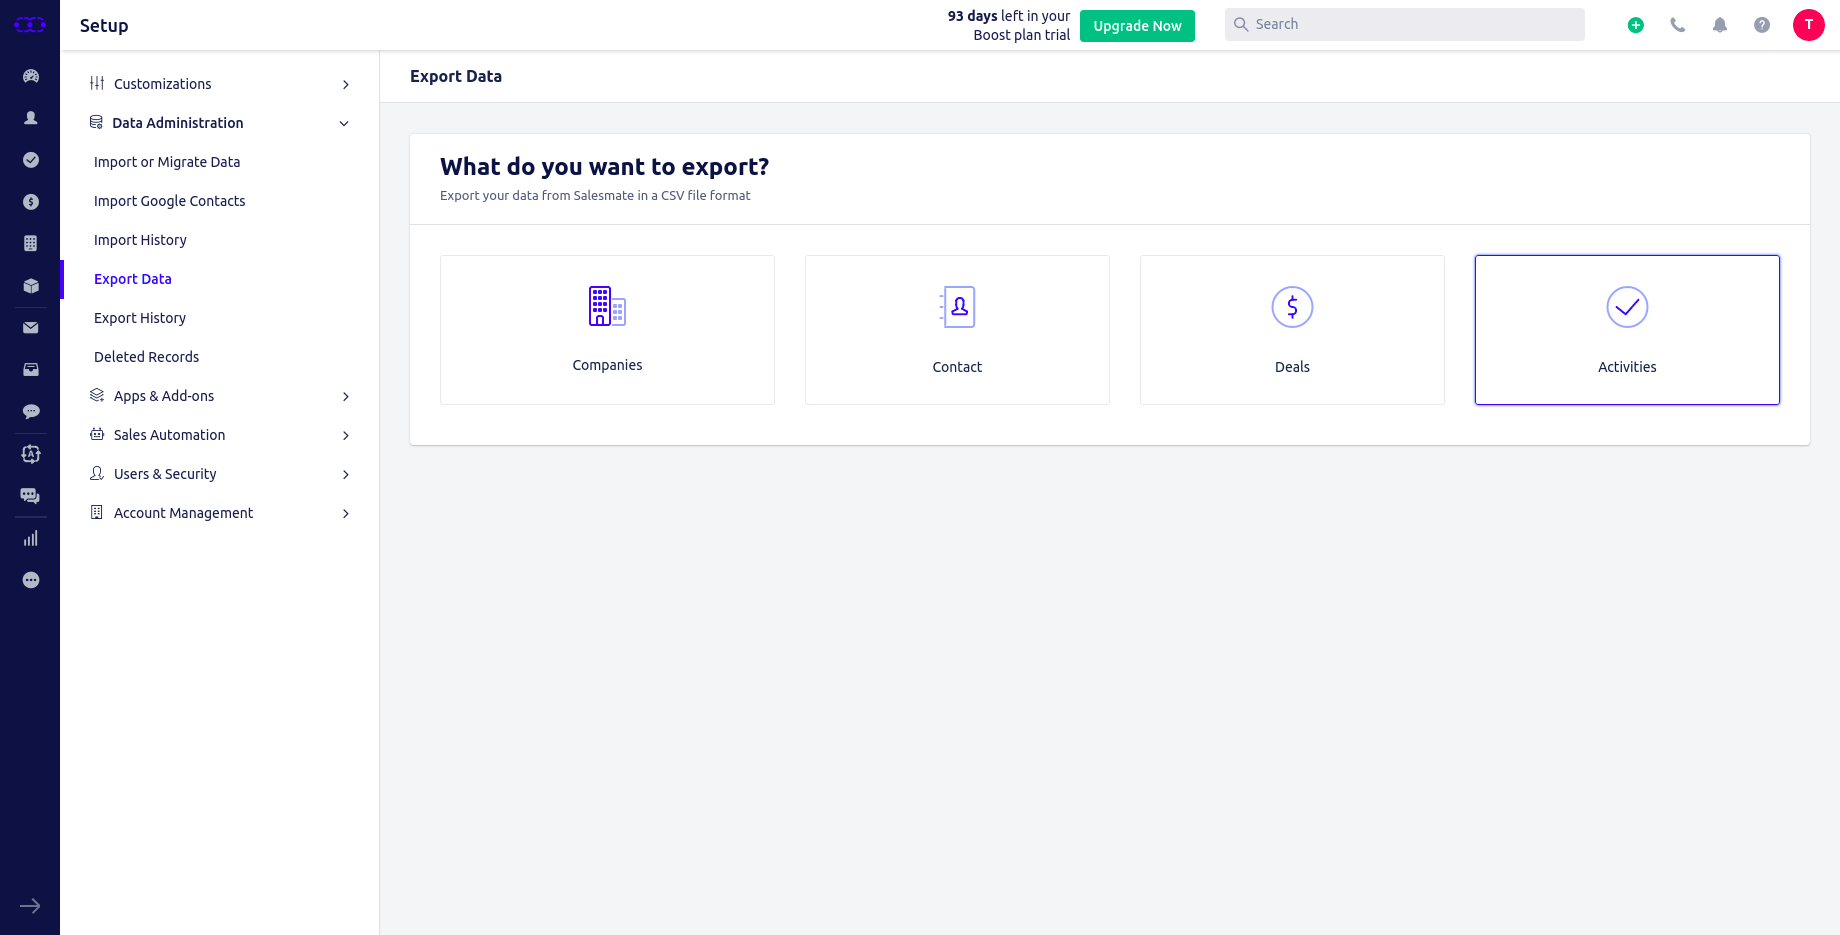 Setup
93 days left in your
Boost plan trial
Upgrade Now
Search
T
Customizations
Data Administration
Import or Migrate Data
Import Google Contacts
Import History
Export Data
Export History
Deleted Records
Apps & Add-ons
Sales Automation
Users & Security
Account Management
Export Data
What do you want to export?
Export your data from Salesmate in a CSV file format
Companies
Contact
Deals
Activities